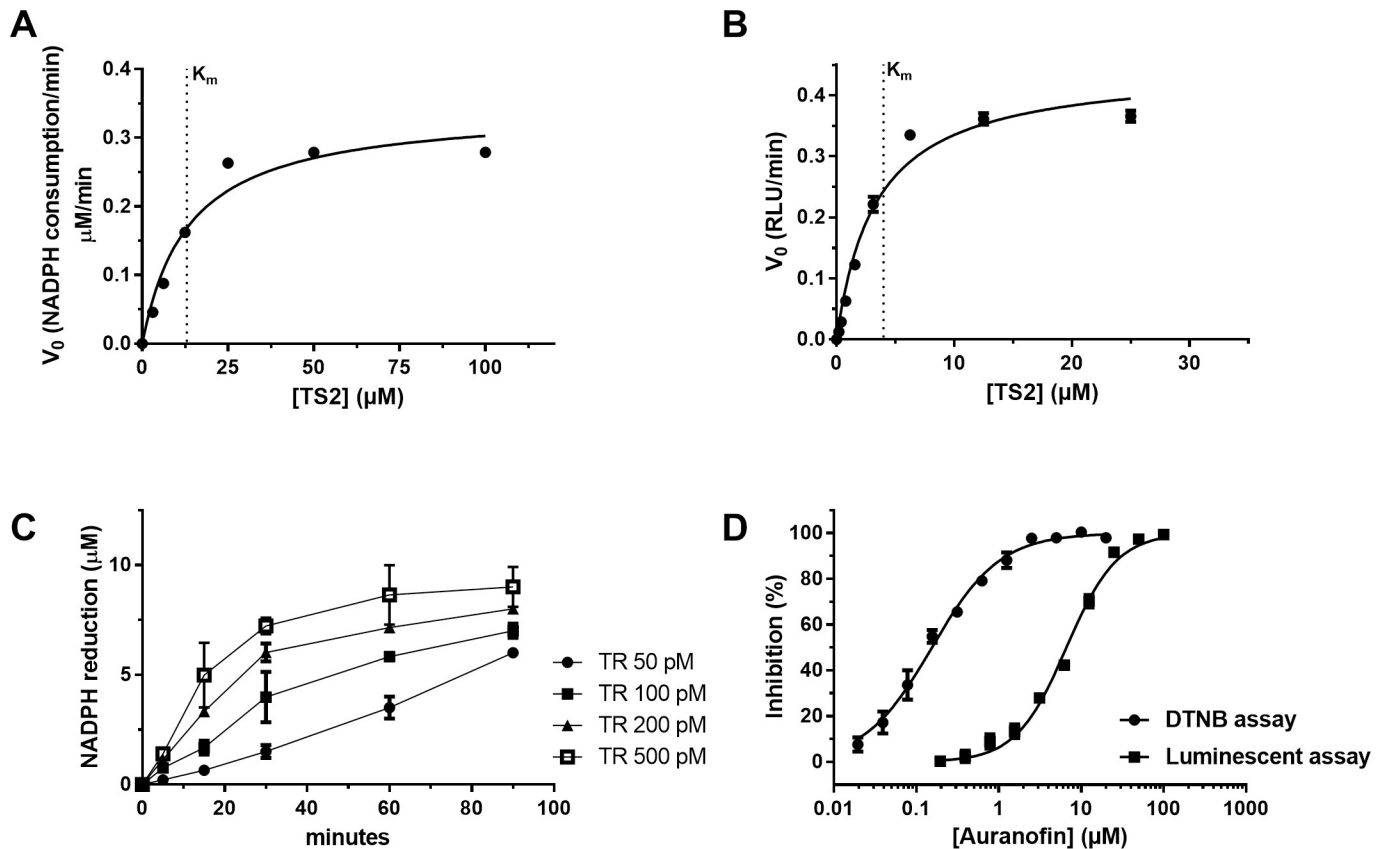 A
V0 (NADPH consumption/min)
μM/min
0.4
0.3
0.2
0.1
0.0
Km
0
25
50
75
100
[TS2] (μM)
B
V0 (RLU/min)
0.4
0.3
0.2
0.1
0.0
Km
0
10
20
30
[TS2] (μM)
C
NADPH reduction (μM)
10
5
0
0
20
40
60
80
100
minutes
TR 50 pM
TR 100 pM
TR 200 pM
TR 500 pM
D
Inhibition (%)
100
80
60
40
20
0
0.01
0.1
1
10
100
1000
[Auranofin] (μM)
DTNB assay
Luminescent assay